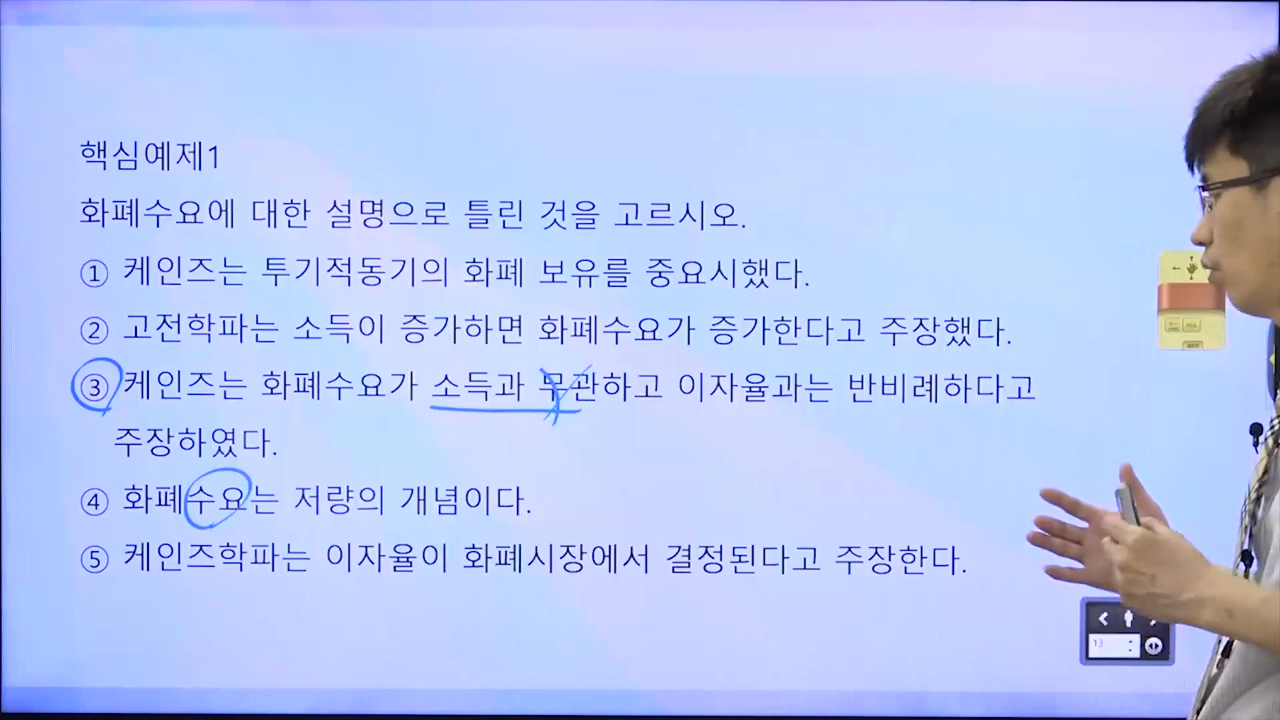 핵심예제1
화폐수요에 대한 설명으로 틀린 것을 고르시오.
① 케인즈는 투기적동기의 화폐 보유를 중요시했다.
② 고전학파는 소득이 증가하면 화폐수요가 증가한다고 주장했다.
③ 케인즈는 화폐수요가 소득과 무관하고 이자율과는 반비례하다고
주장하였다.
④ 화폐수요는 저량의 개념이다.
⑤ 케인즈학파는 이자율이 화폐시장에서 결정된다고 주장한다.
13